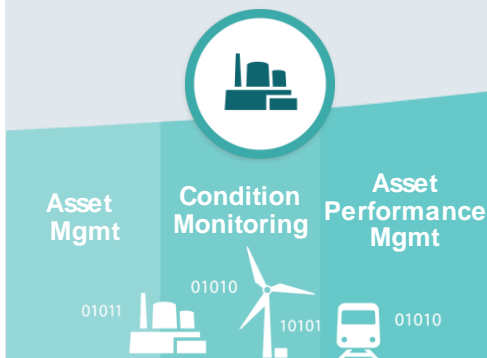 Asset
Mgmt
Condition
Monitoring
Asset
Performance
Mgmt
01011
01010
10101
01010